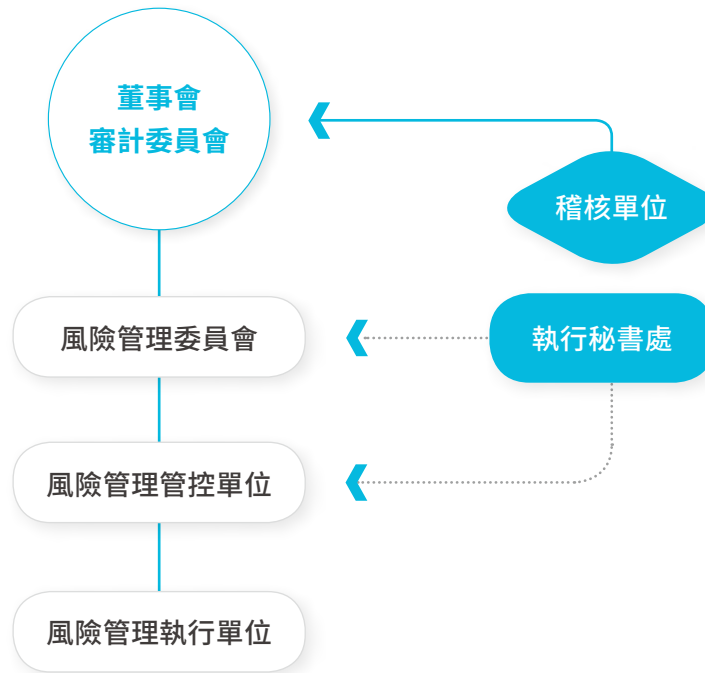 董事會
審計委員會
稽核單位
風險管理委員會
執行秘書處
風險管理管控單位
風險管理執行單位